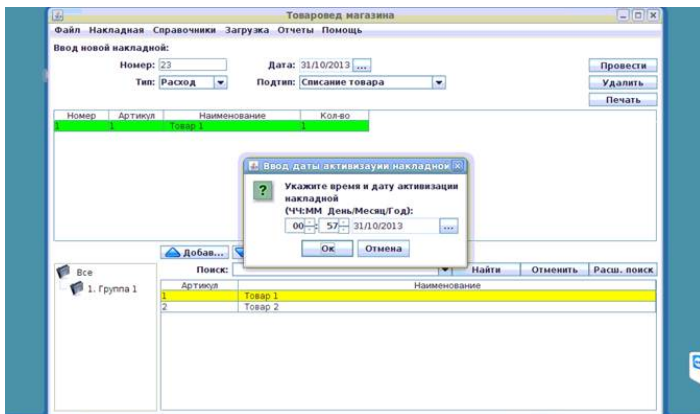 Товаровед магазина
Файл Накладная Справочники Загрузка Отчеты Помощь
Ввод новой накладной:
Номер: 23 Дата: 31/10/2013 ... Провести
Тип: Расход Подтип: Списание товара Удалить
Печать
Номер Артикул Наименование Кол-во
1 1 Товар 1 1
Ввод даты активизауии накладной
? Укажите время и дату активизации
накладной
(ЧЧ:ММ День/Месяц/Год):
00 : 57 31/10/2013 ...
Ок Отмена
Добав...
Все Поиск: Найти Отменить Расш. поиск
1. Группа 1 Артикул Наименование
1 Товар 1
2 Товар 2